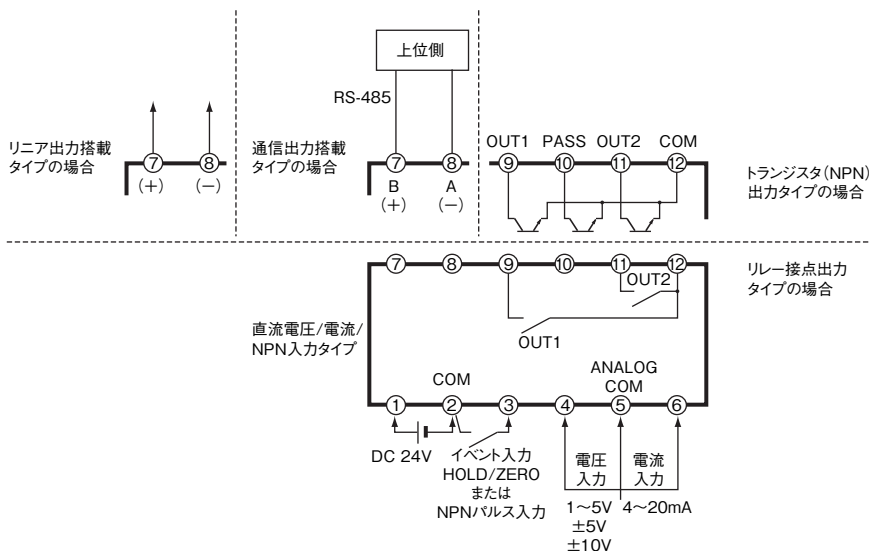 上位側
RS-485
リニア出力搭載
タイプの場合
⑦ ⑧
(+) (−)
通信出力搭載
タイプの場合
⑦ ⑧
B A
(+) (−)
OUT1 PASS OUT2 COM
⑨ ⑩ ⑪ ⑫
トランジスタ(NPN)
出力タイプの場合
⑦ ⑧ ⑨ ⑩ ⑪ ⑫
リレー接点出力
タイプの場合
OUT2
OUT1
直流電圧/電流/
NPN入力タイプ
COM
ANALOG
COM
① ② ③ ④ ⑤ ⑥
DC 24V
イベント入力
HOLD/ZERO
または
NPNパルス入力
電圧
入力
電流
入力
1〜5V
±5V
±10V
4〜20mA